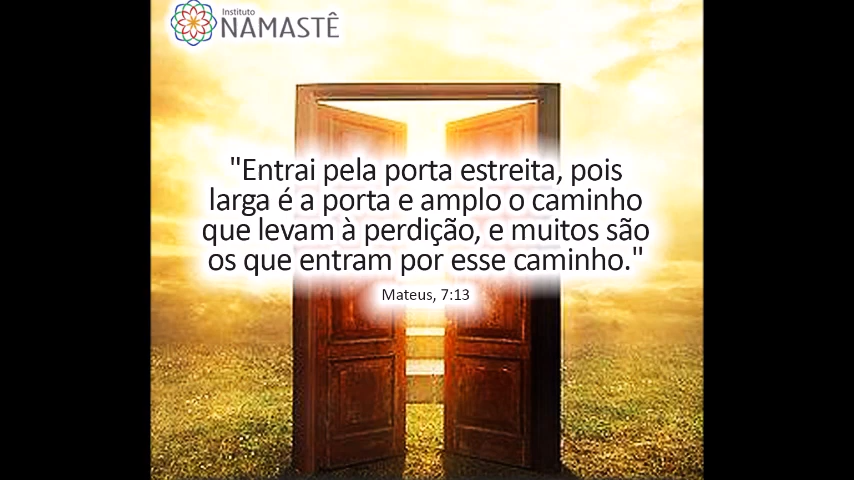 Instituto
NAMASTÊ
"Entrai pela porta estreita, pois
larga é a porta e amplo o caminho
que levam à perdição, e muitos são
os que entram por esse caminho."
Mateus, 7:13